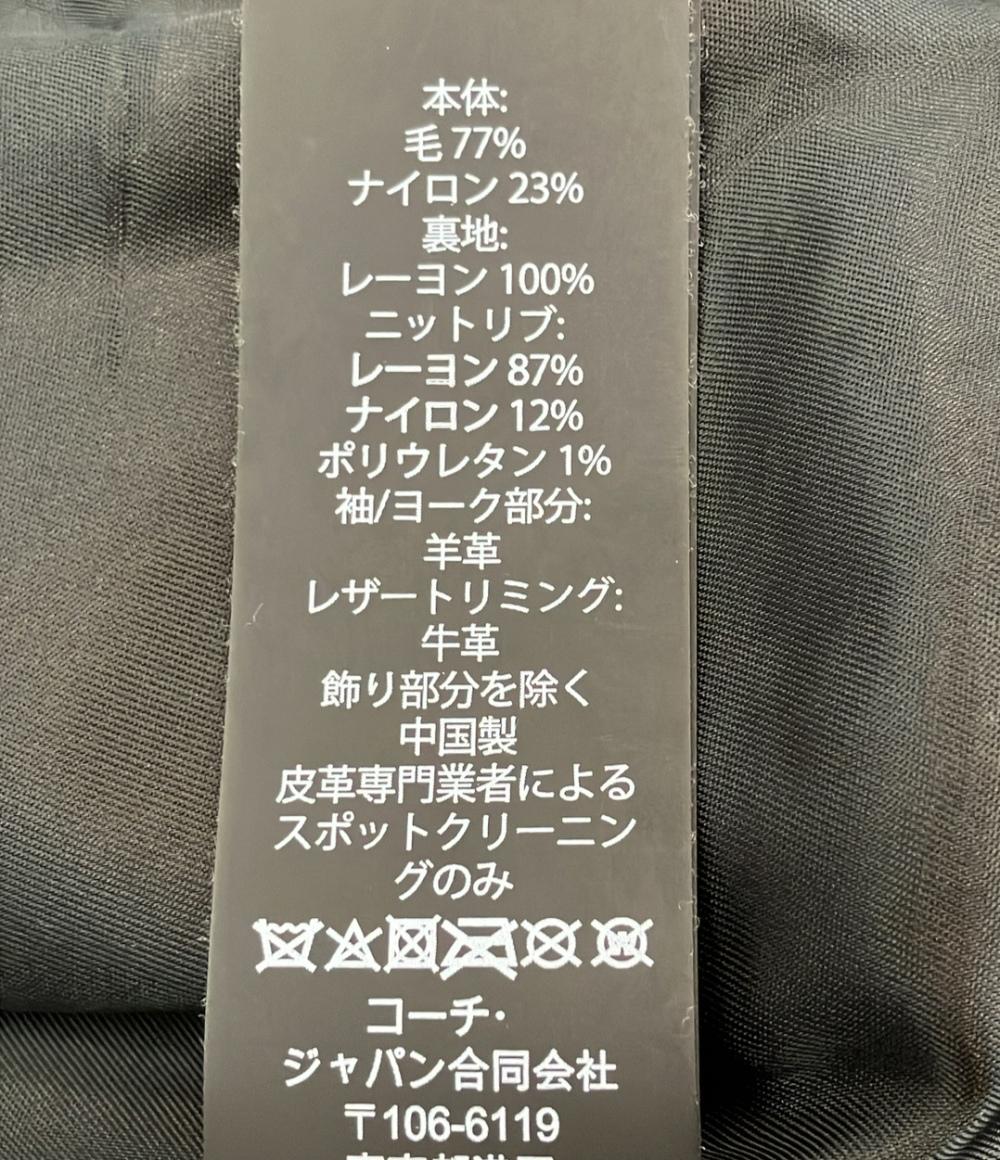 本体:
毛 77%
ナイロン 23%
裏地:
レーヨン 100%
ニットリブ:
レーヨン 87%
ナイロン 12%
ポリウレタン 1%
袖/ヨーク部分:
羊革
レザートリミング:
牛革
飾り部分を除く
中国製
皮革専門業者による
スポットクリーニン
グのみ
W
コーチ・
ジャパン合同会社
〒106-6119